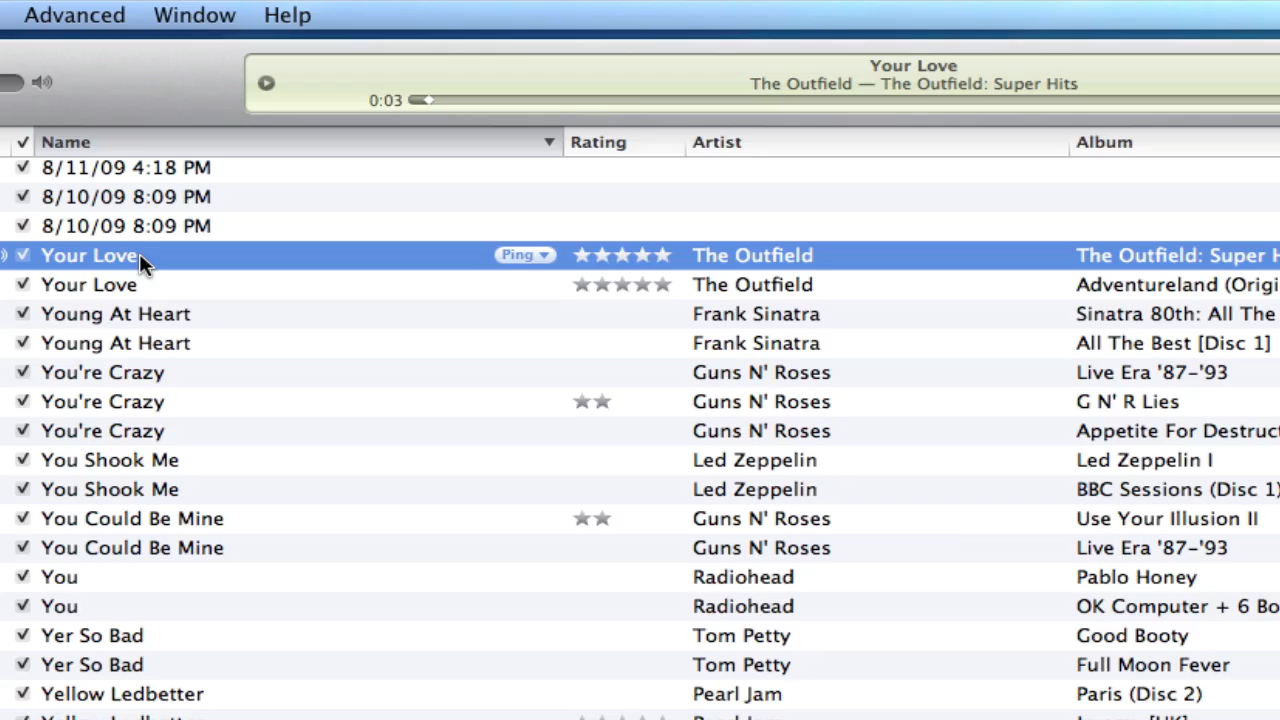 Advanced Window Help
Your Love
The Outfield — The Outfield: Super Hits
0:03
Name Rating Artist Album
8/11/09 4:18 PM
8/10/09 8:09 PM
8/10/09 8:09 PM
Your Love Ping The Outfield The Outfield: Super H
Your Love The Outfield Adventureland (Origi
Young At Heart Frank Sinatra Sinatra 80th: All The
Young At Heart Frank Sinatra All The Best [Disc 1]
You're Crazy Guns N' Roses Live Era '87-'93
You're Crazy Guns N' Roses G N' R Lies
You're Crazy Guns N' Roses Appetite For Destruct
You Shook Me Led Zeppelin Led Zeppelin I
You Shook Me Led Zeppelin BBC Sessions (Disc 1)
You Could Be Mine Guns N' Roses Use Your Illusion II
You Could Be Mine Guns N' Roses Live Era '87-'93
You Radiohead Pablo Honey
You Radiohead OK Computer + 6 Bo
Yer So Bad Tom Petty Good Booty
Yer So Bad Tom Petty Full Moon Fever
Yellow Ledbetter Pearl Jam Paris (Disc 2)